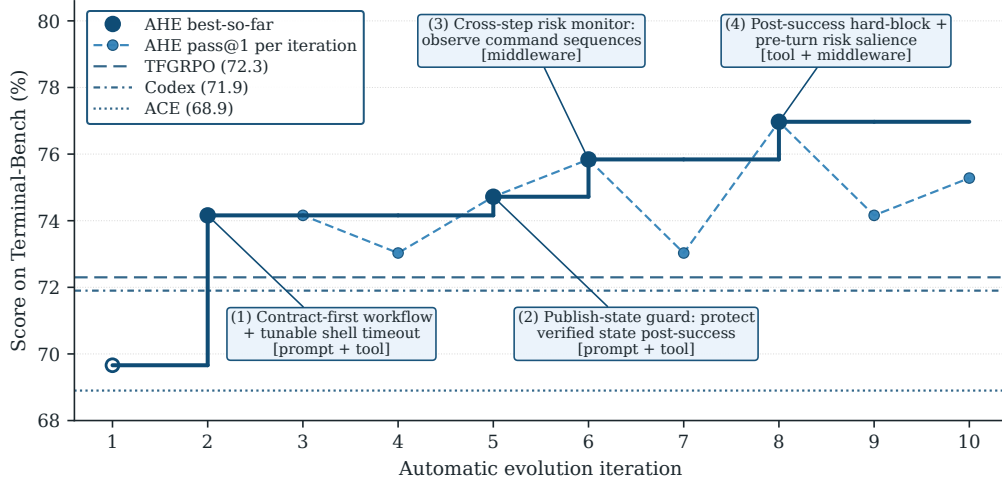 80
78
76
74
72
70
68
Score on Terminal-Bench (%)
AHE best-so-far
AHE pass@1 per iteration
TFGRPO (72.3)
Codex (71.9)
ACE (68.9)
(3) Cross-step risk monitor:
observe command sequences
[middleware]
(4) Post-success hard-block +
pre-turn risk salience
[tool + middleware]
(1) Contract-first workflow
+ tunable shell timeout
[prompt + tool]
(2) Publish-state guard: protect
verified state post-success
[prompt + tool]
1 2 3 4 5 6 7 8 9 10
Automatic evolution iteration